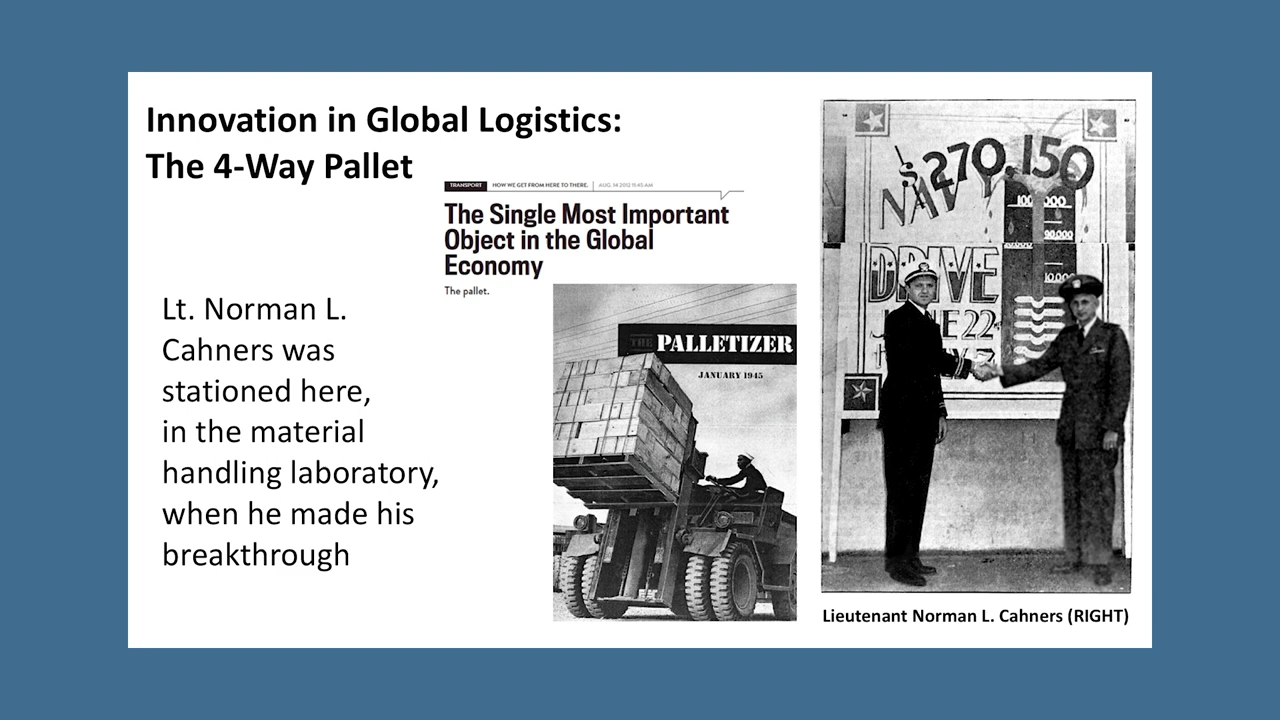 Innovation in Global Logistics:
The 4-Way Pallet
TRANSPORT HOW WE GET FROM HERE TO THERE. AUG. 14 2012 11:45 AM
The Single Most Important
Object in the Global
Economy
The pallet.
Lt. Norman L.
Cahners was
stationed here,
in the material
handling laboratory,
when he made his
breakthrough
THE PALLETIZER
JANUARY 1945
$270,150
NAV
100,000
90,000
DRIVE
10,000
JUNE 22
Lieutenant Norman L. Cahners (RIGHT)